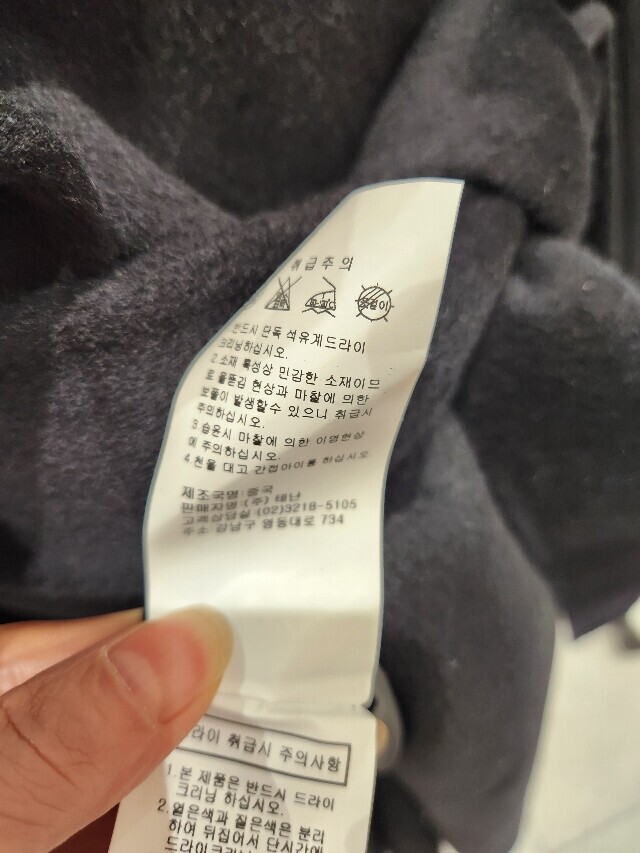 취급주의
반드시 단독 석유계드라이
크리닝하십시오.
2.소재 특성상 민감한 소재이므
로 올뜯김 현상과 마찰에 의한
보풀이 발생할수 있으니 취급시
주의하십시오.
3.습윤시 마찰에 의한 이염현상
에 주의하십시오.
4.천을 대고 간접아이롱 하십시오
제조국명:중국
판매자명:(주) 태난
고객상담실:(02)3218-5105
주소:강남구 영동대로 734
라이 취급시 주의사항
1.본 제품은 반드시 드라이
크리닝 하십시오.
2.옅은색과 짙은색은 분리
하여 뒤집어서 단시간에
드라이크리닝